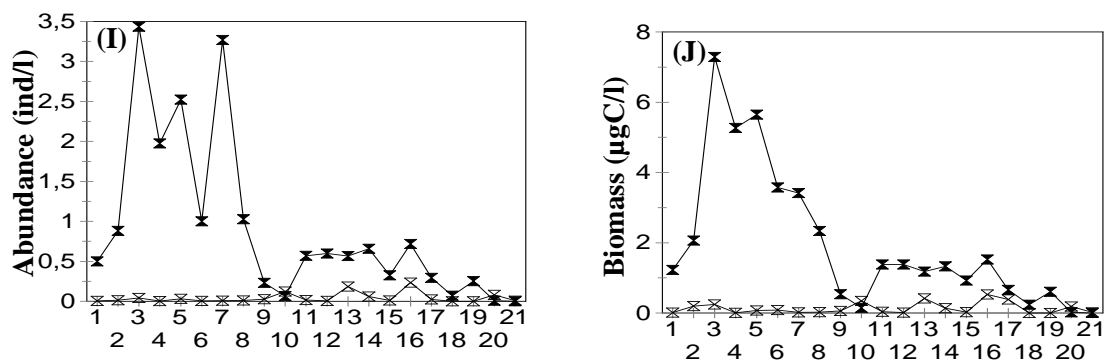 (I)
Abundance (ind/l)
3,5
3
2,5
2
1,5
1
0,5
0
1 3 5 7 9 11 13 15 17 19 21
2 4 6 8 10 12 14 16 18 20
(J)
Biomass (µgC/l)
8
6
4
2
0
1 3 5 7 9 11 13 15 17 19 21
2 4 6 8 10 12 14 16 18 20